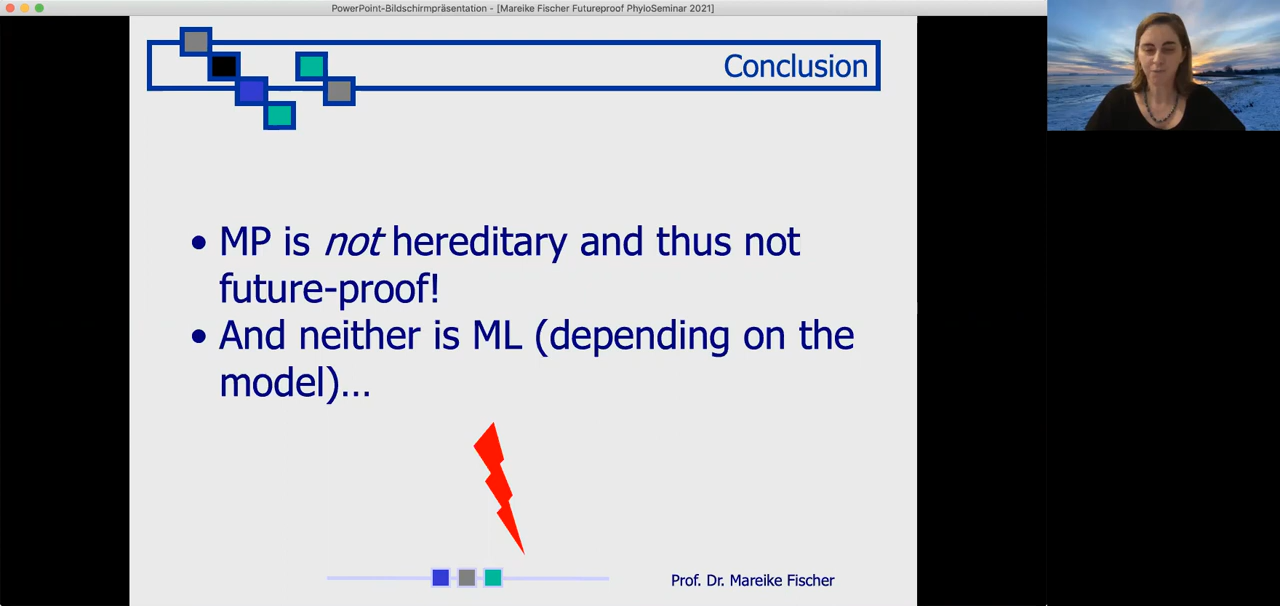 PowerPoint-Bildschirmpräsentation - [Mareike Fischer Futureproof PhyloSeminar 2021]
Conclusion
• MP is not hereditary and thus not
future-proof!
• And neither is ML (depending on the
model)...
Prof. Dr. Mareike Fischer